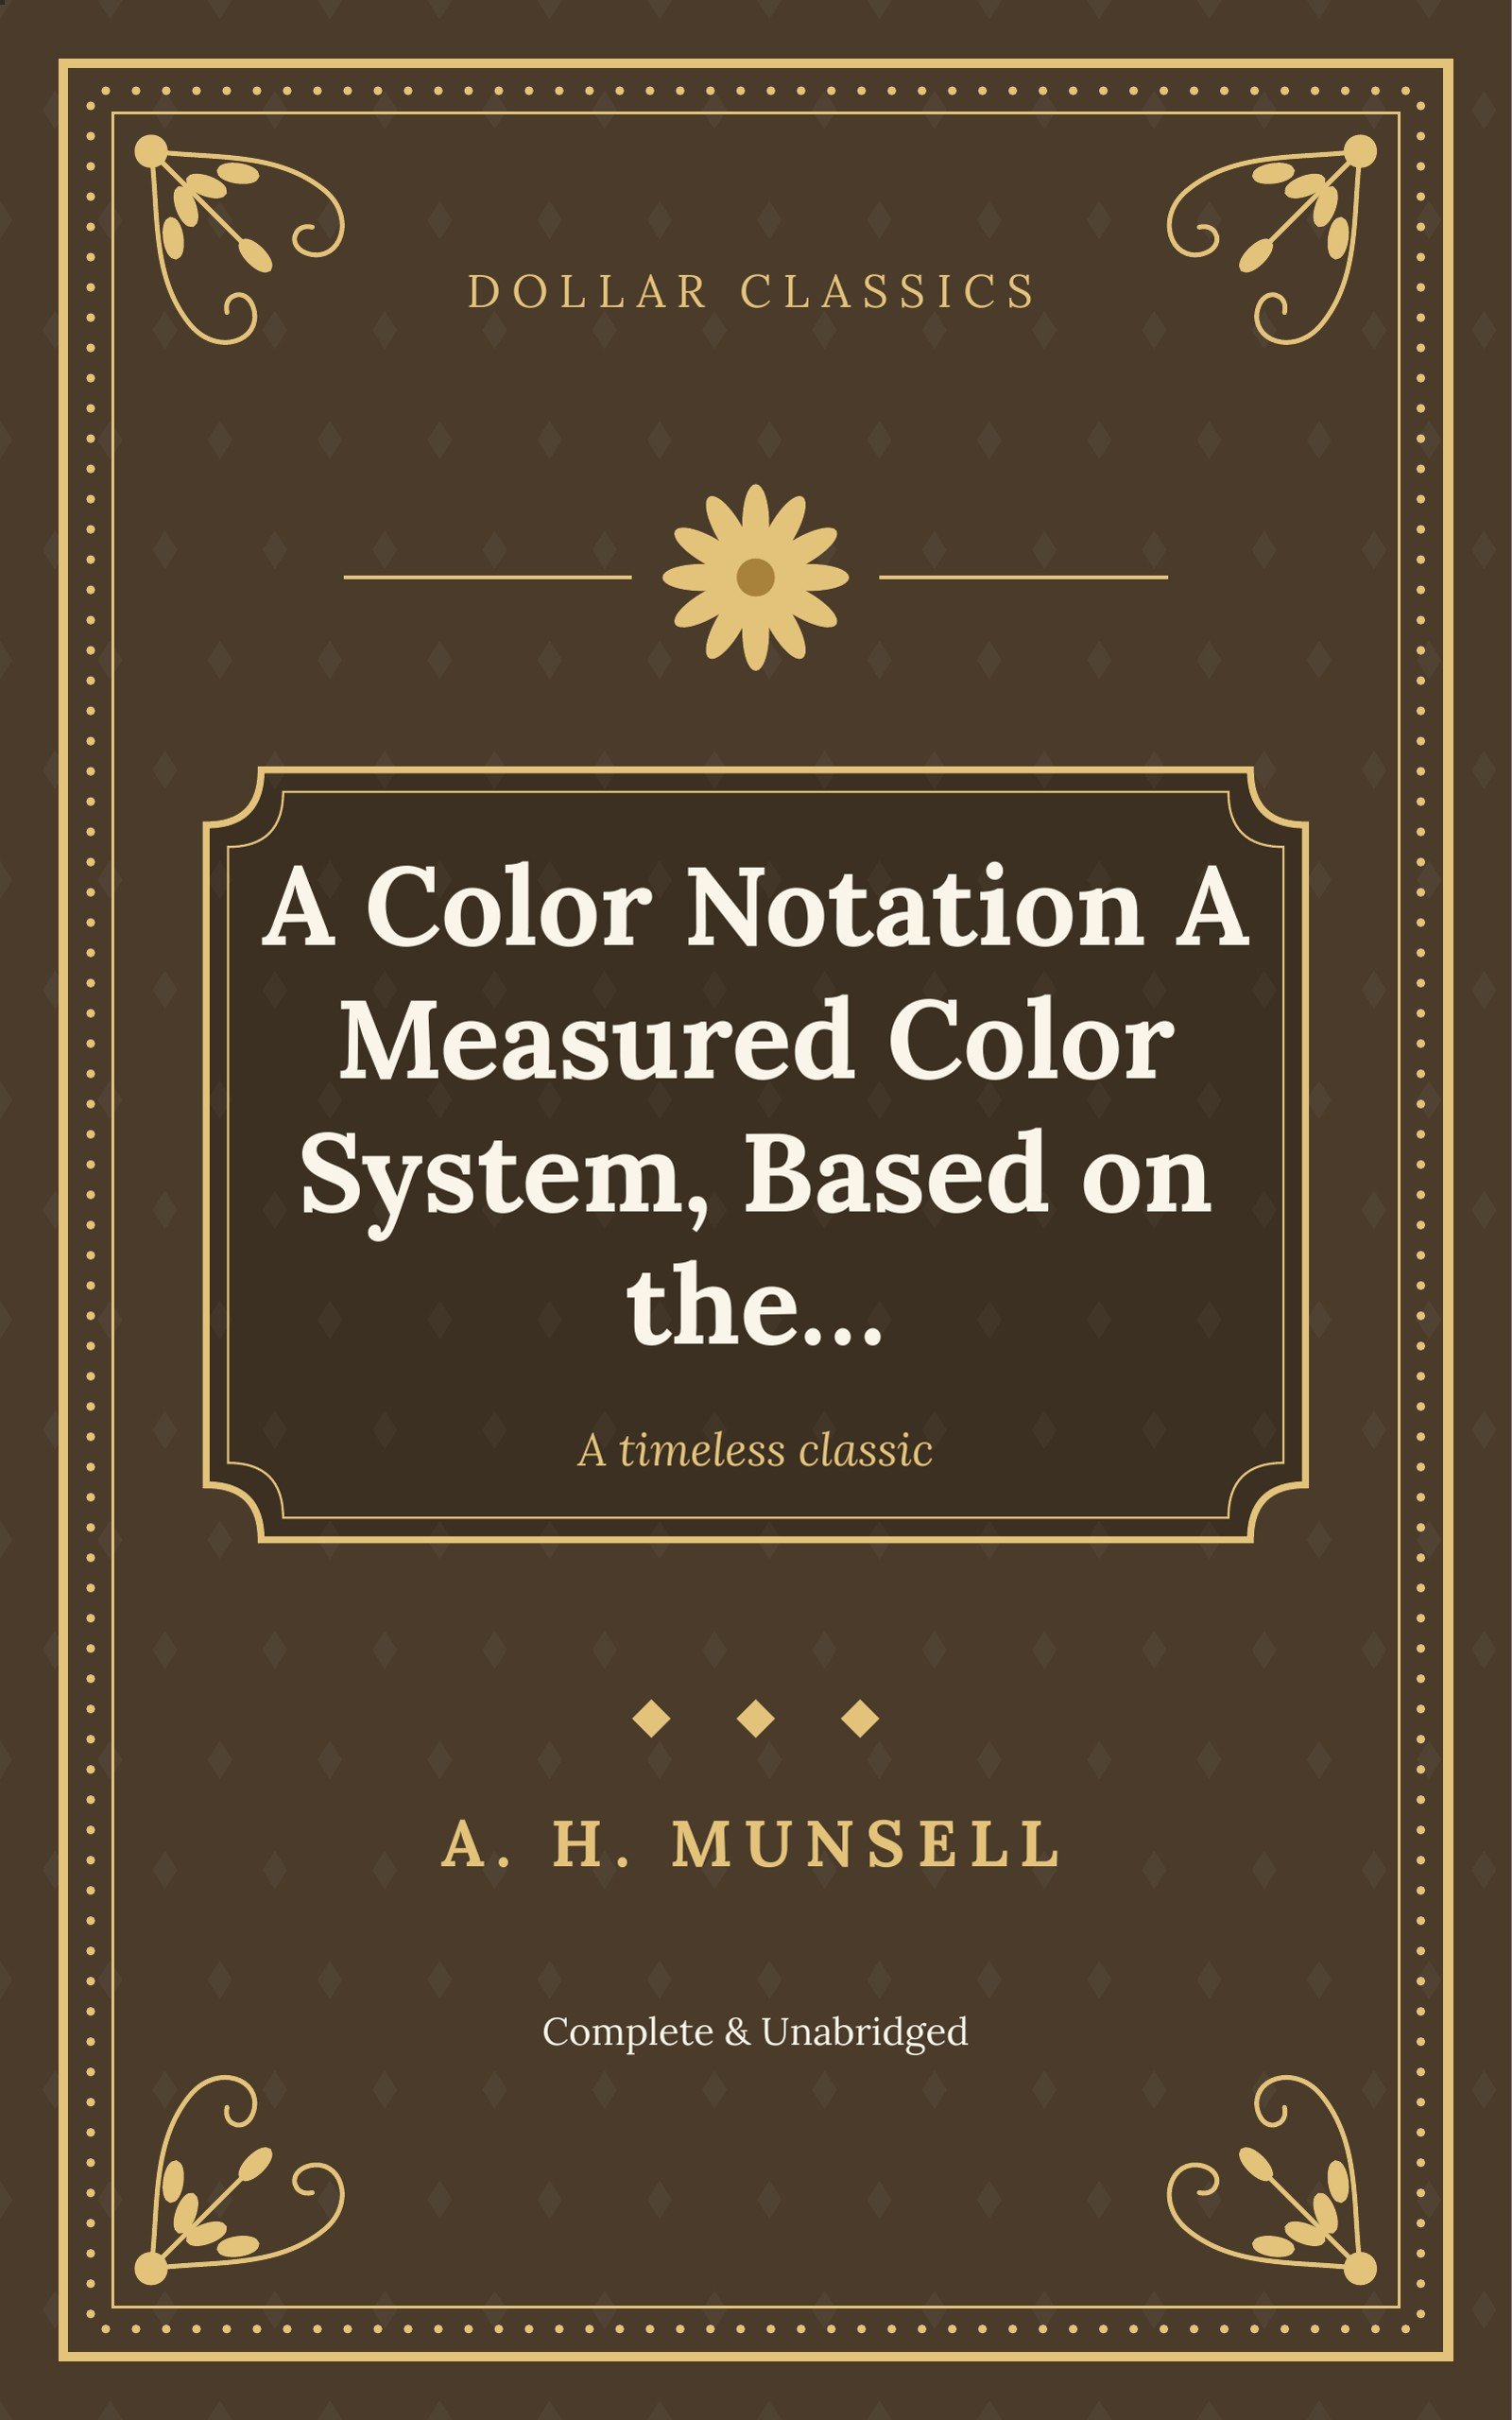 DOLLAR CLASSICS
A Color Notation A
Measured Color
System, Based on
the...
A timeless classic
A. H. MUNSELL
Complete & Unabridged